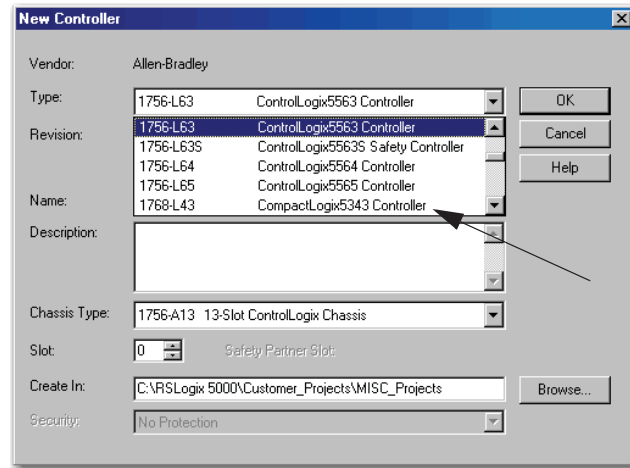 New Controller
Vendor: Allen-Bradley
Type: 1756-L63 ControlLogix5563 Controller OK
1756-L63 ControlLogix5563 Controller
Revision: 1756-L63S ControlLogix5563S Safety Controller Cancel
1756-L64 ControlLogix5564 Controller Help
1756-L65 ControlLogix5565 Controller
Name: 1768-L43 CompactLogix5343 Controller
Description:
Chassis Type: 1756-A13 13-Slot ControlLogix Chassis
Slot: 0 Safety Partner Slot:
Create In: C:\RSLogix 5000\Customer_Projects\MISC_Projects Browse...
Security: No Protection